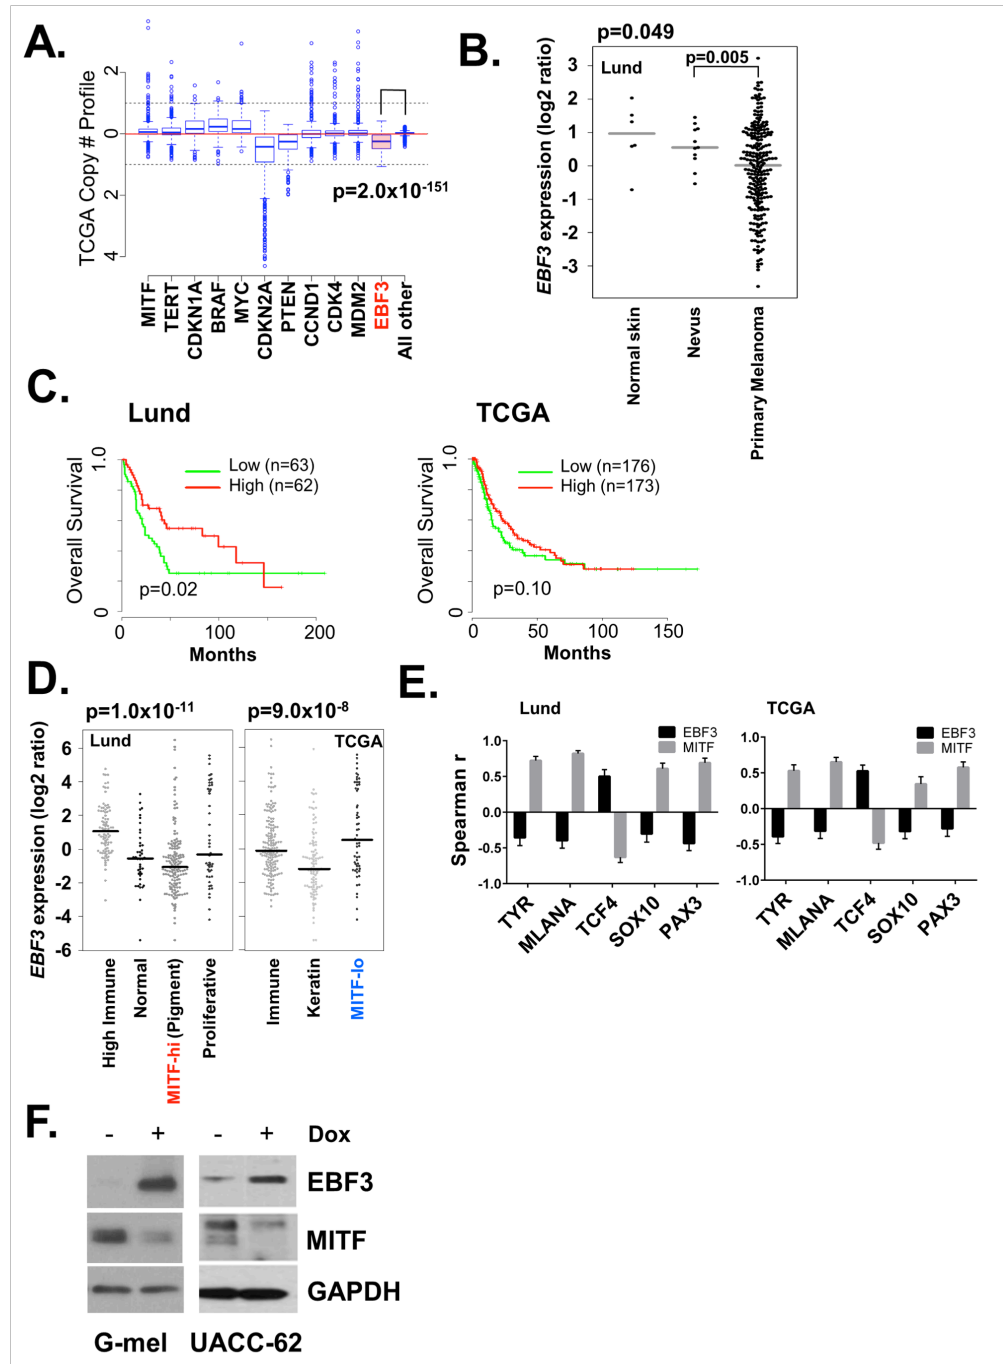 A.
TCGA Copy # Profile
2
0
2
4
p=2.0x10-151
MITF
TERT
CDKN1A
BRAF
MYC
CDKN2A
PTEN
CCND1
CDK4
MDM2
EBF3
All other
B.
p=0.049
EBF3 expression (log2 ratio)
Lund
p=0.005
3
2
1
0
-1
-2
-3
Normal skin
Nevus
Primary Melanoma
C.
Lund
Overall Survival
1.0
0
Low (n=63)
High (n=62)
p=0.02
0 100 200
Months
TCGA
Overall Survival
1.0
0
Low (n=176)
High (n=173)
p=0.10
0 50 100 150
Months
D.
p=1.0x10-11
p=9.0x10-8
EBF3 expression (log2 ratio)
Lund
TCGA
6
4
2
0
-2
-4
-6
High Immune
Normal
MITF-hi (Pigment)
Proliferative
Immune
Keratin
MITF-lo
E.
Lund
EBF3
MITF
Spearman r
1.0
0.5
0.0
-0.5
-1.0
TYR
MLANA
TCF4
SOX10
PAX3
TCGA
EBF3
MITF
1.0
0.5
0.0
-0.5
-1.0
TYR
MLANA
TCF4
SOX10
PAX3
F.
- + - + Dox
EBF3
MITF
GAPDH
G-mel UACC-62